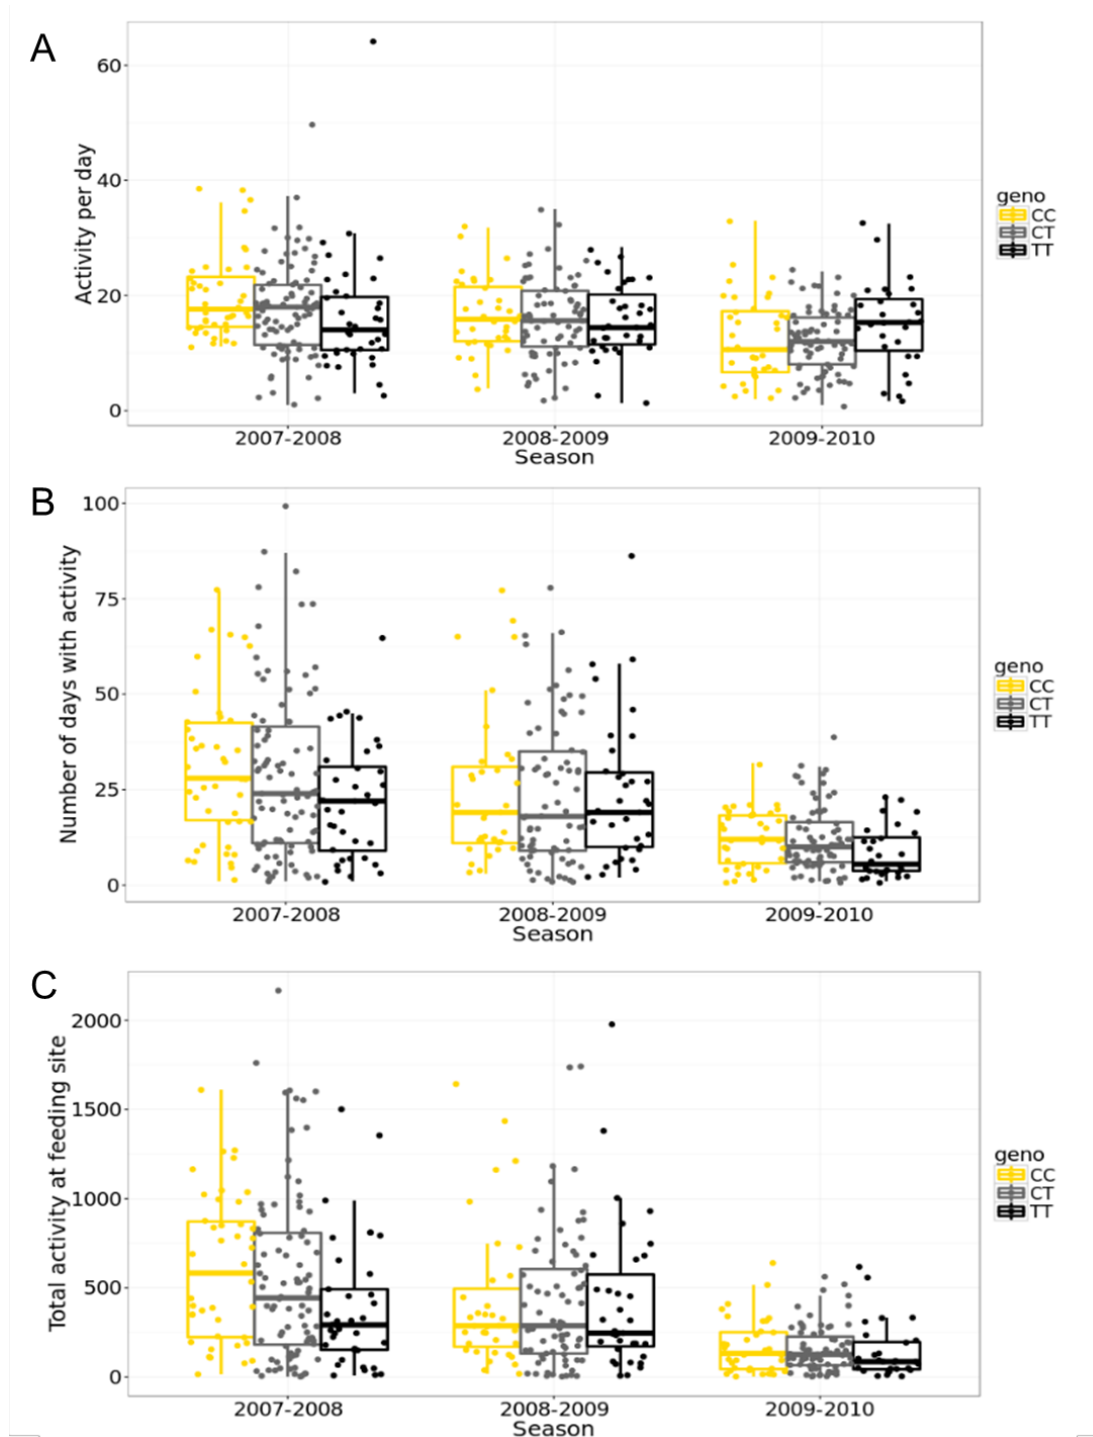 A
Activity per day
60
40
20
0
2007-2008
2008-2009
2009-2010
Season
geno
CC
CT
TT
B
Number of days with activity
100
75
50
25
0
2007-2008
2008-2009
2009-2010
Season
geno
CC
CT
TT
C
Total activity at feeding site
2000
1500
1000
500
0
2007-2008
2008-2009
2009-2010
Season
geno
CC
CT
TT